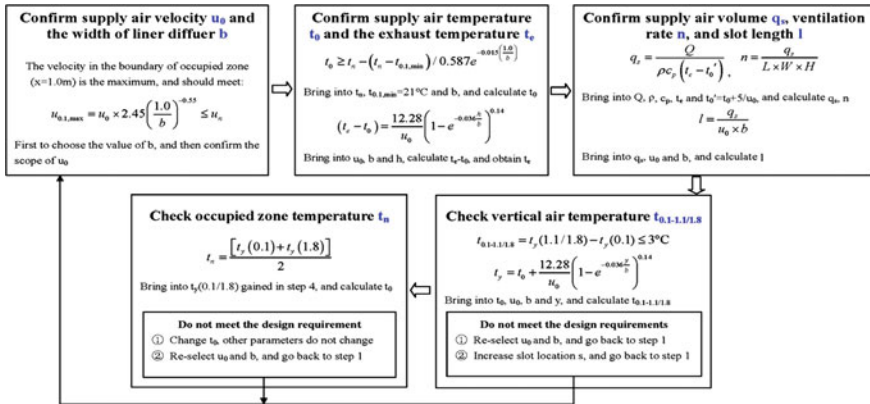 Confirm supply air velocity u₀ and
the width of liner diffuer b
The velocity in the boundary of occupied zone
(x=1.0m) is the maximum, and should meet:
u₀.₁,max = u₀ × 2.45 (1.0/b)^-0.55 ≤ uₙ
First to choose the value of b, and then confirm the
scope of u₀
Confirm supply air temperature
t₀ and the exhaust temperature tₑ
t₀ ≥ tₙ − (tₙ − t₀.₁,min) / 0.587e^-0.015(1.0/b)
Bring into tₙ, t₀.₁,min=21°C and b, and calculate t₀
(tₑ − t₀) = 12.28/u₀ (1 − e^-0.036 h/b)^0.14
Bring into u₀, b and h, calculate tₑ-t₀, and obtain tₑ
Confirm supply air volume qₛ, ventilation
rate n, and slot length l
qₛ = Q/(ρcₚ(tₑ − t₀')), n = qₛ/(L×W×H)
Bring into Q, ρ, cₚ, tₑ and t₀'=t₀+5/u₀, and calculate qₛ, n
l = qₛ/(u₀ × b)
Bring into qₛ, u₀ and b, and calculate l
Check occupied zone temperature tₙ
tₙ = [t_y(0.1) + t_y(1.8)]/2
Bring into t_y(0.1/1.8) gained in step 4, and calculate t₀
Do not meet the design requirement
① Change t₀, other parameters do not change
② Re-select u₀ and b, and go back to step 1
Check vertical air temperature t₀.₁₋₁.₁/₁.₈
t₀.₁₋₁.₁/₁.₈ = t_y(1.1/1.8) − t_y(0.1) ≤ 3°C
t_y = t₀ + 12.28/u₀ (1 − e^-0.036 y/b)^0.14
Bring into t₀, u₀, b and y, and calculate t₀.₁₋₁.₁/₁.₈
Do not meet the design requirements
① Re-select u₀ and b, and go back to step 1
② Increase slot location s, and go back to step 1